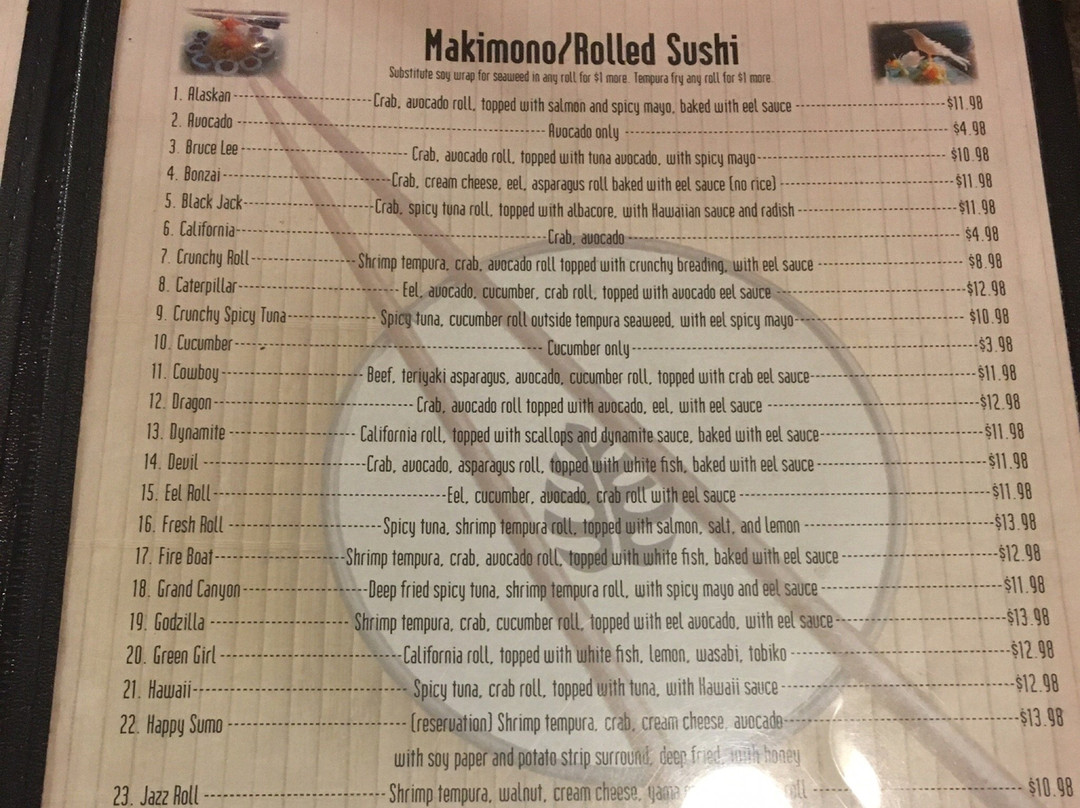 Makimono/Rolled Sushi
Substitute soy wrap for seaweed in any roll for $1 more. Tempura fry any roll for $1 more.
1. Alaskan Crab, avocado roll, topped with salmon and spicy mayo, baked with eel sauce $11.98
2. Avocado Avocado only $4.98
3. Bruce Lee Crab, avocado roll, topped with tuna avocado, with spicy mayo $10.98
4. Bonzai Crab, cream cheese, eel, asparagus roll baked with eel sauce (no rice) $11.98
5. Black Jack Crab, spicy tuna roll, topped with albacore, with Hawaiian sauce and radish $11.98
6. California Crab, avocado $4.98
7. Crunchy Roll Shrimp tempura, crab, avocado roll topped with crunchy breading, with eel sauce $8.98
8. Caterpillar Eel, avocado, cucumber, crab roll, topped with avocado eel sauce $12.98
9. Crunchy Spicy Tuna Spicy tuna, cucumber roll outside tempura seaweed, with eel spicy mayo $10.98
10. Cucumber Cucumber only $3.98
11. Cowboy Beef, teriyaki asparagus, avocado, cucumber roll, topped with crab eel sauce $11.98
12. Dragon Crab, avocado roll topped with avocado, eel, with eel sauce $12.98
13. Dynamite California roll, topped with scallops and dynamite sauce, baked with eel sauce $11.98
14. Devil Crab, avocado, asparagus roll, topped with white fish, baked with eel sauce $11.98
15. Eel Roll Eel, cucumber, avocado, crab roll with eel sauce $11.98
16. Fresh Roll Spicy tuna, shrimp tempura roll, topped with salmon, salt, and lemon $13.98
17. Fire Boat Shrimp tempura, crab, avocado roll, topped with white fish, baked with eel sauce $12.98
18. Grand Canyon Deep fried spicy tuna, shrimp tempura roll, with spicy mayo and eel sauce $11.98
19. Godzilla Shrimp tempura, crab, cucumber roll, topped with eel avocado, with eel sauce $13.98
20. Green Girl California roll, topped with white fish, lemon, wasabi, tobiko $12.98
21. Hawaii Spicy tuna, crab roll, topped with tuna, with Hawaii sauce $12.98
22. Happy Sumo (reservation) Shrimp tempura, crab, cream cheese, avocado $13.98
with soy paper and potato strip surround, deep fried, with honey
23. Jazz Roll Shrimp tempura, walnut, cream cheese, yama roll $10.98